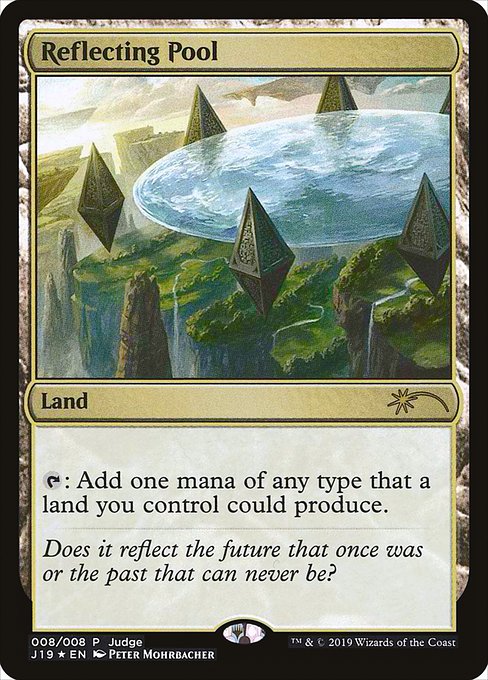 Reflecting Pool
Land
: Add one mana of any type that a
land you control could produce.
Does it reflect the future that once was
or the past that can never be?
008/008 P Judge
J19 ★ EN Peter Mohrbacher
™ & © 2019 Wizards of the Coast